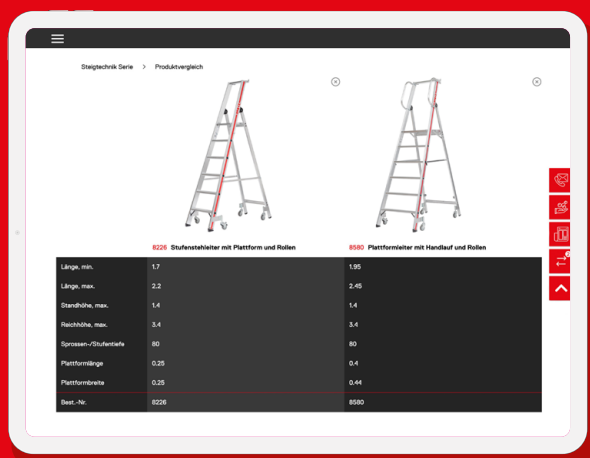 Steigtechnik Serie > Produktvergleich
8226 Stufenstehleiter mit Plattform und Rollen
8580 Plattformleiter mit Handlauf und Rollen
Länge, min. 1.7 1.95
Länge, max. 2.2 2.45
Standhöhe, max. 1.4 1.4
Reichhöhe, max. 3.4 3.4
Sprossen-/Stufentiefe 80 80
Plattformlänge 0.25 0.4
Plattformbreite 0.25 0.44
Best.-Nr. 8226 8580